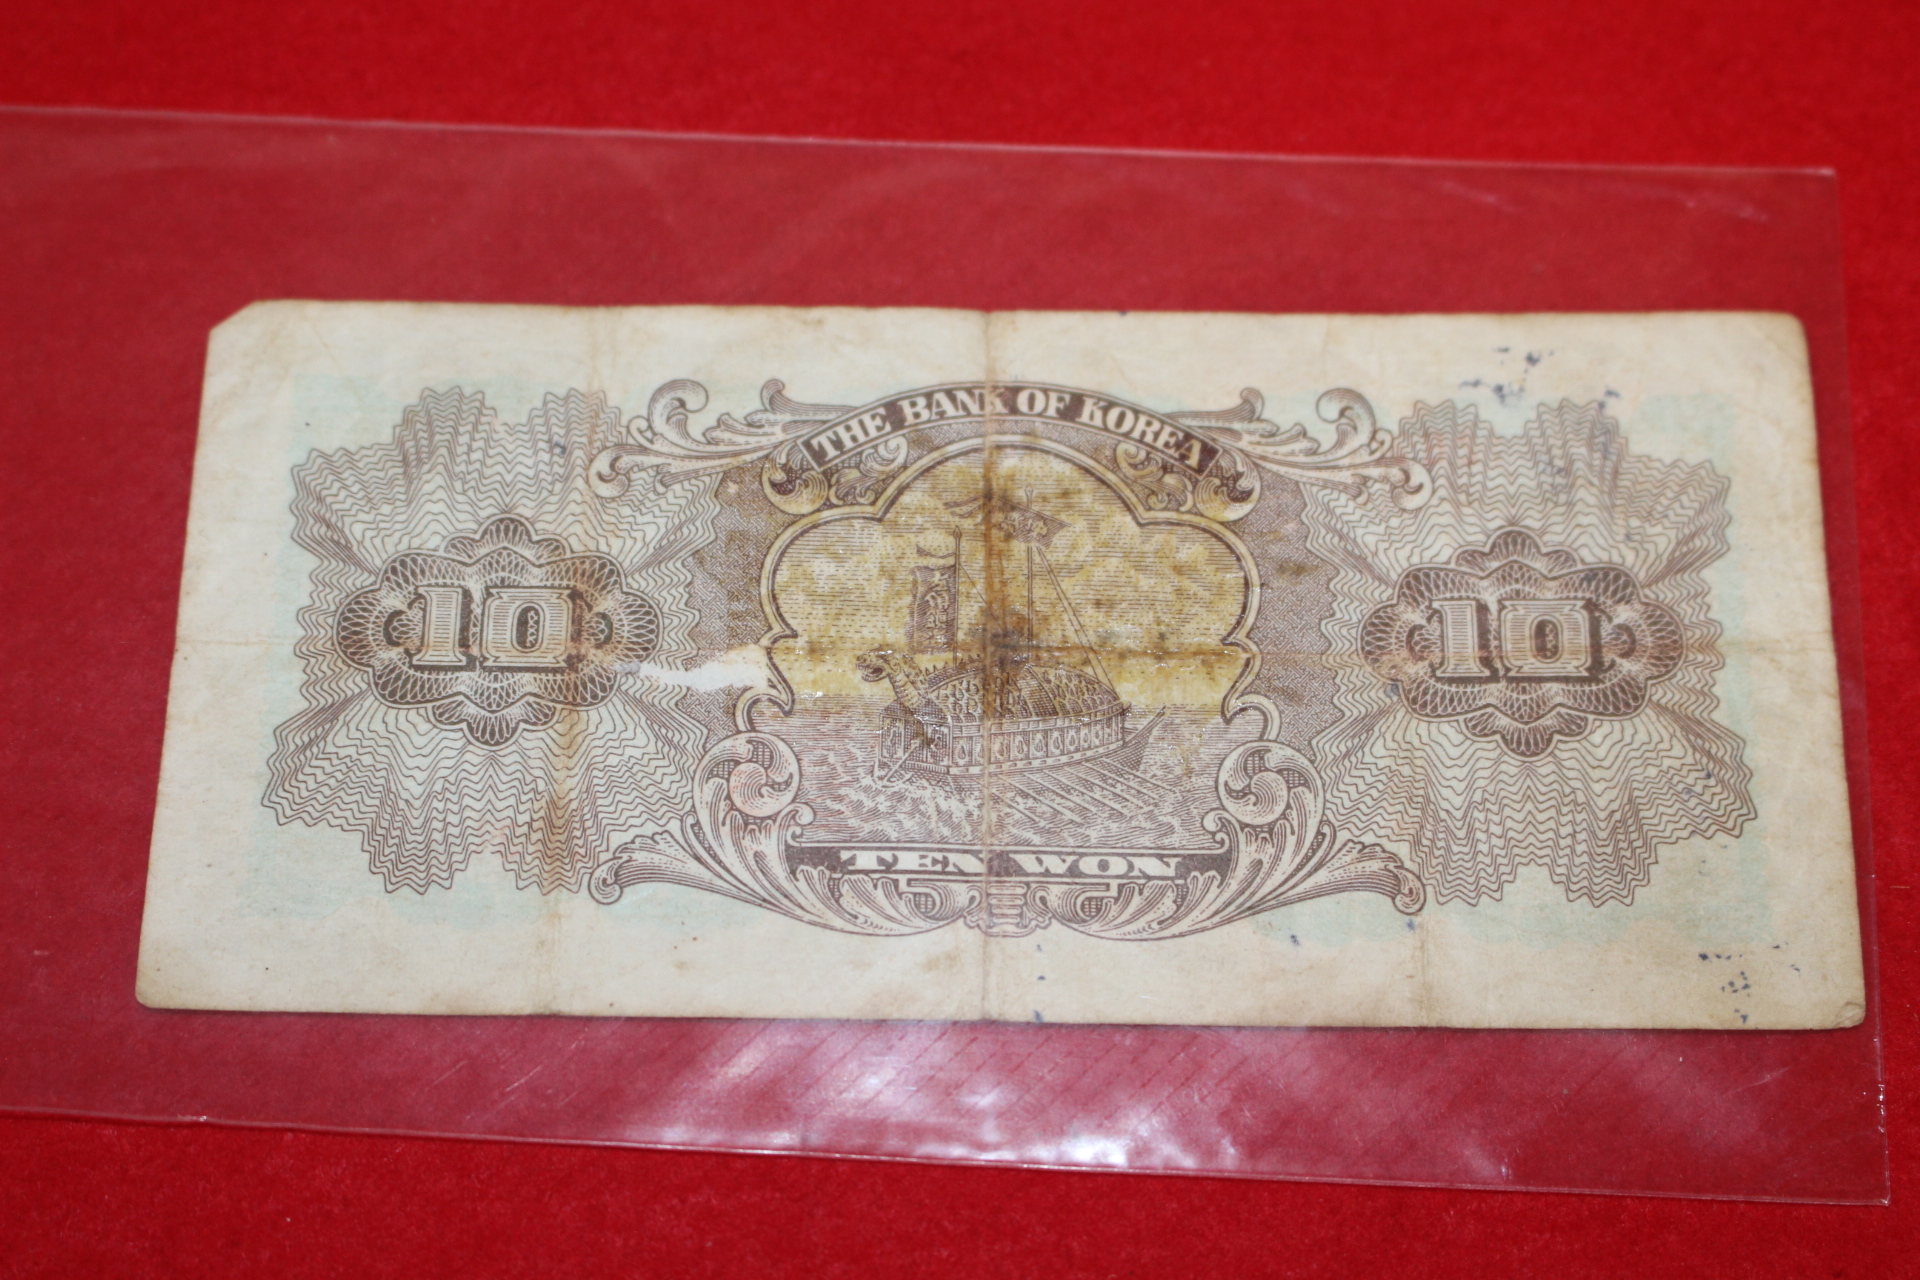 THE BANK OF KOREA
10 10
TEN WON